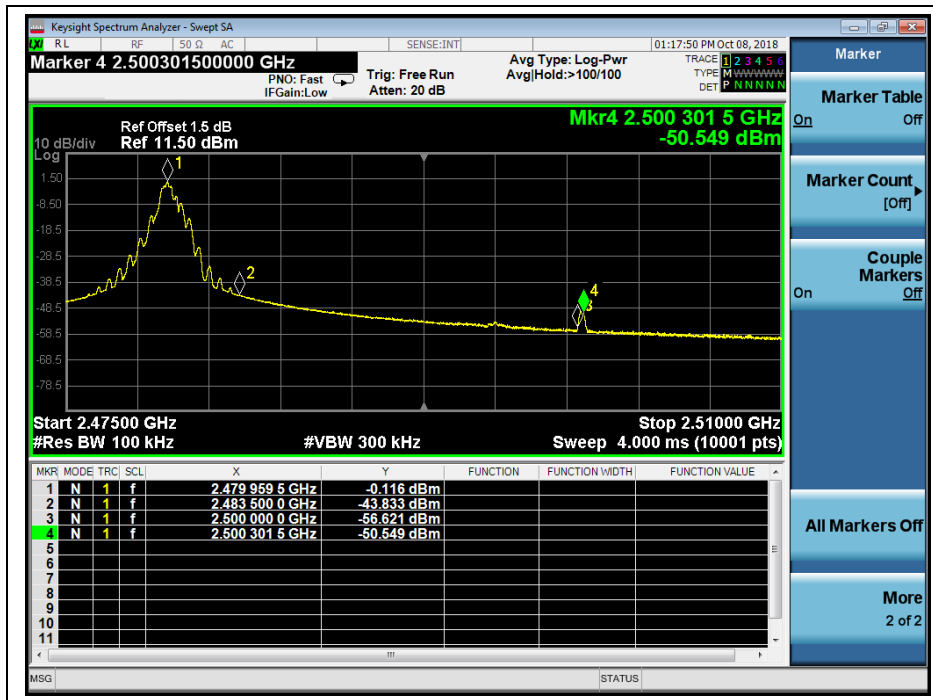 Keysight Spectrum Analyzer - Swept SA
LXI RL RF 50 Ω AC SENSE:INT 01:17:50 PM Oct 08, 2018
Marker 4 2.500301500000 GHz
PNO: Fast
IFGain:Low
Trig: Free Run
Atten: 20 dB
Avg Type: Log-Pwr
Avg|Hold:>100/100
TRACE 1 2 3 4 5 6
TYPE M WWWWW
DET P N N N N N
10 dB/div
Log
Ref Offset 1.5 dB
Ref 11.50 dBm
Mkr4 2.500 301 5 GHz
-50.549 dBm
1.50
-8.50
-18.5
-28.5
-38.5
-48.5
-58.5
-68.5
-78.5
1
2
4
3
Start 2.47500 GHz
Stop 2.51000 GHz
#Res BW 100 kHz
#VBW 300 kHz
Sweep 4.000 ms (10001 pts)
MKR MODE TRC SCL X Y FUNCTION FUNCTION WIDTH FUNCTION VALUE
1 N 1 f 2.479 959 5 GHz -0.116 dBm
2 N 1 f 2.483 500 0 GHz -43.833 dBm
3 N 1 f 2.500 000 0 GHz -56.621 dBm
4 N 1 f 2.500 301 5 GHz -50.549 dBm
5
6
7
8
9
10
11
MSG STATUS
Marker
Marker Table
On Off
Marker Count
[Off]
Couple
Markers
On Off
All Markers Off
More
2 of 2